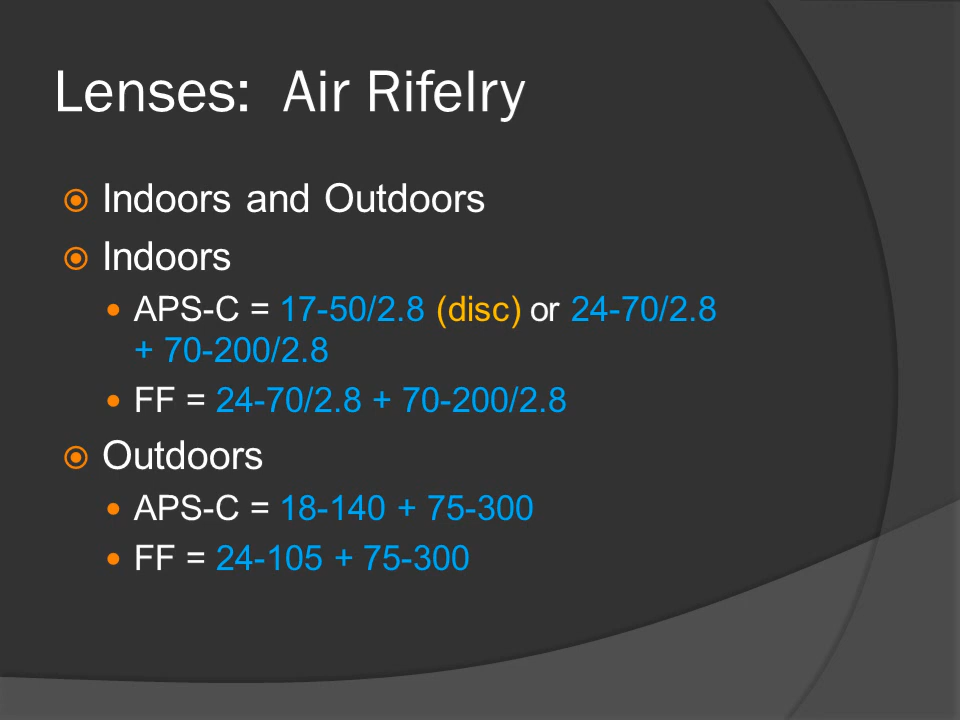 Lenses:  Air Rifelry
Indoors and Outdoors
Indoors
APS-C = 17-50/2.8 (disc) or 24-70/2.8
+ 70-200/2.8
FF = 24-70/2.8 + 70-200/2.8
Outdoors
APS-C = 18-140 + 75-300
FF = 24-105 + 75-300